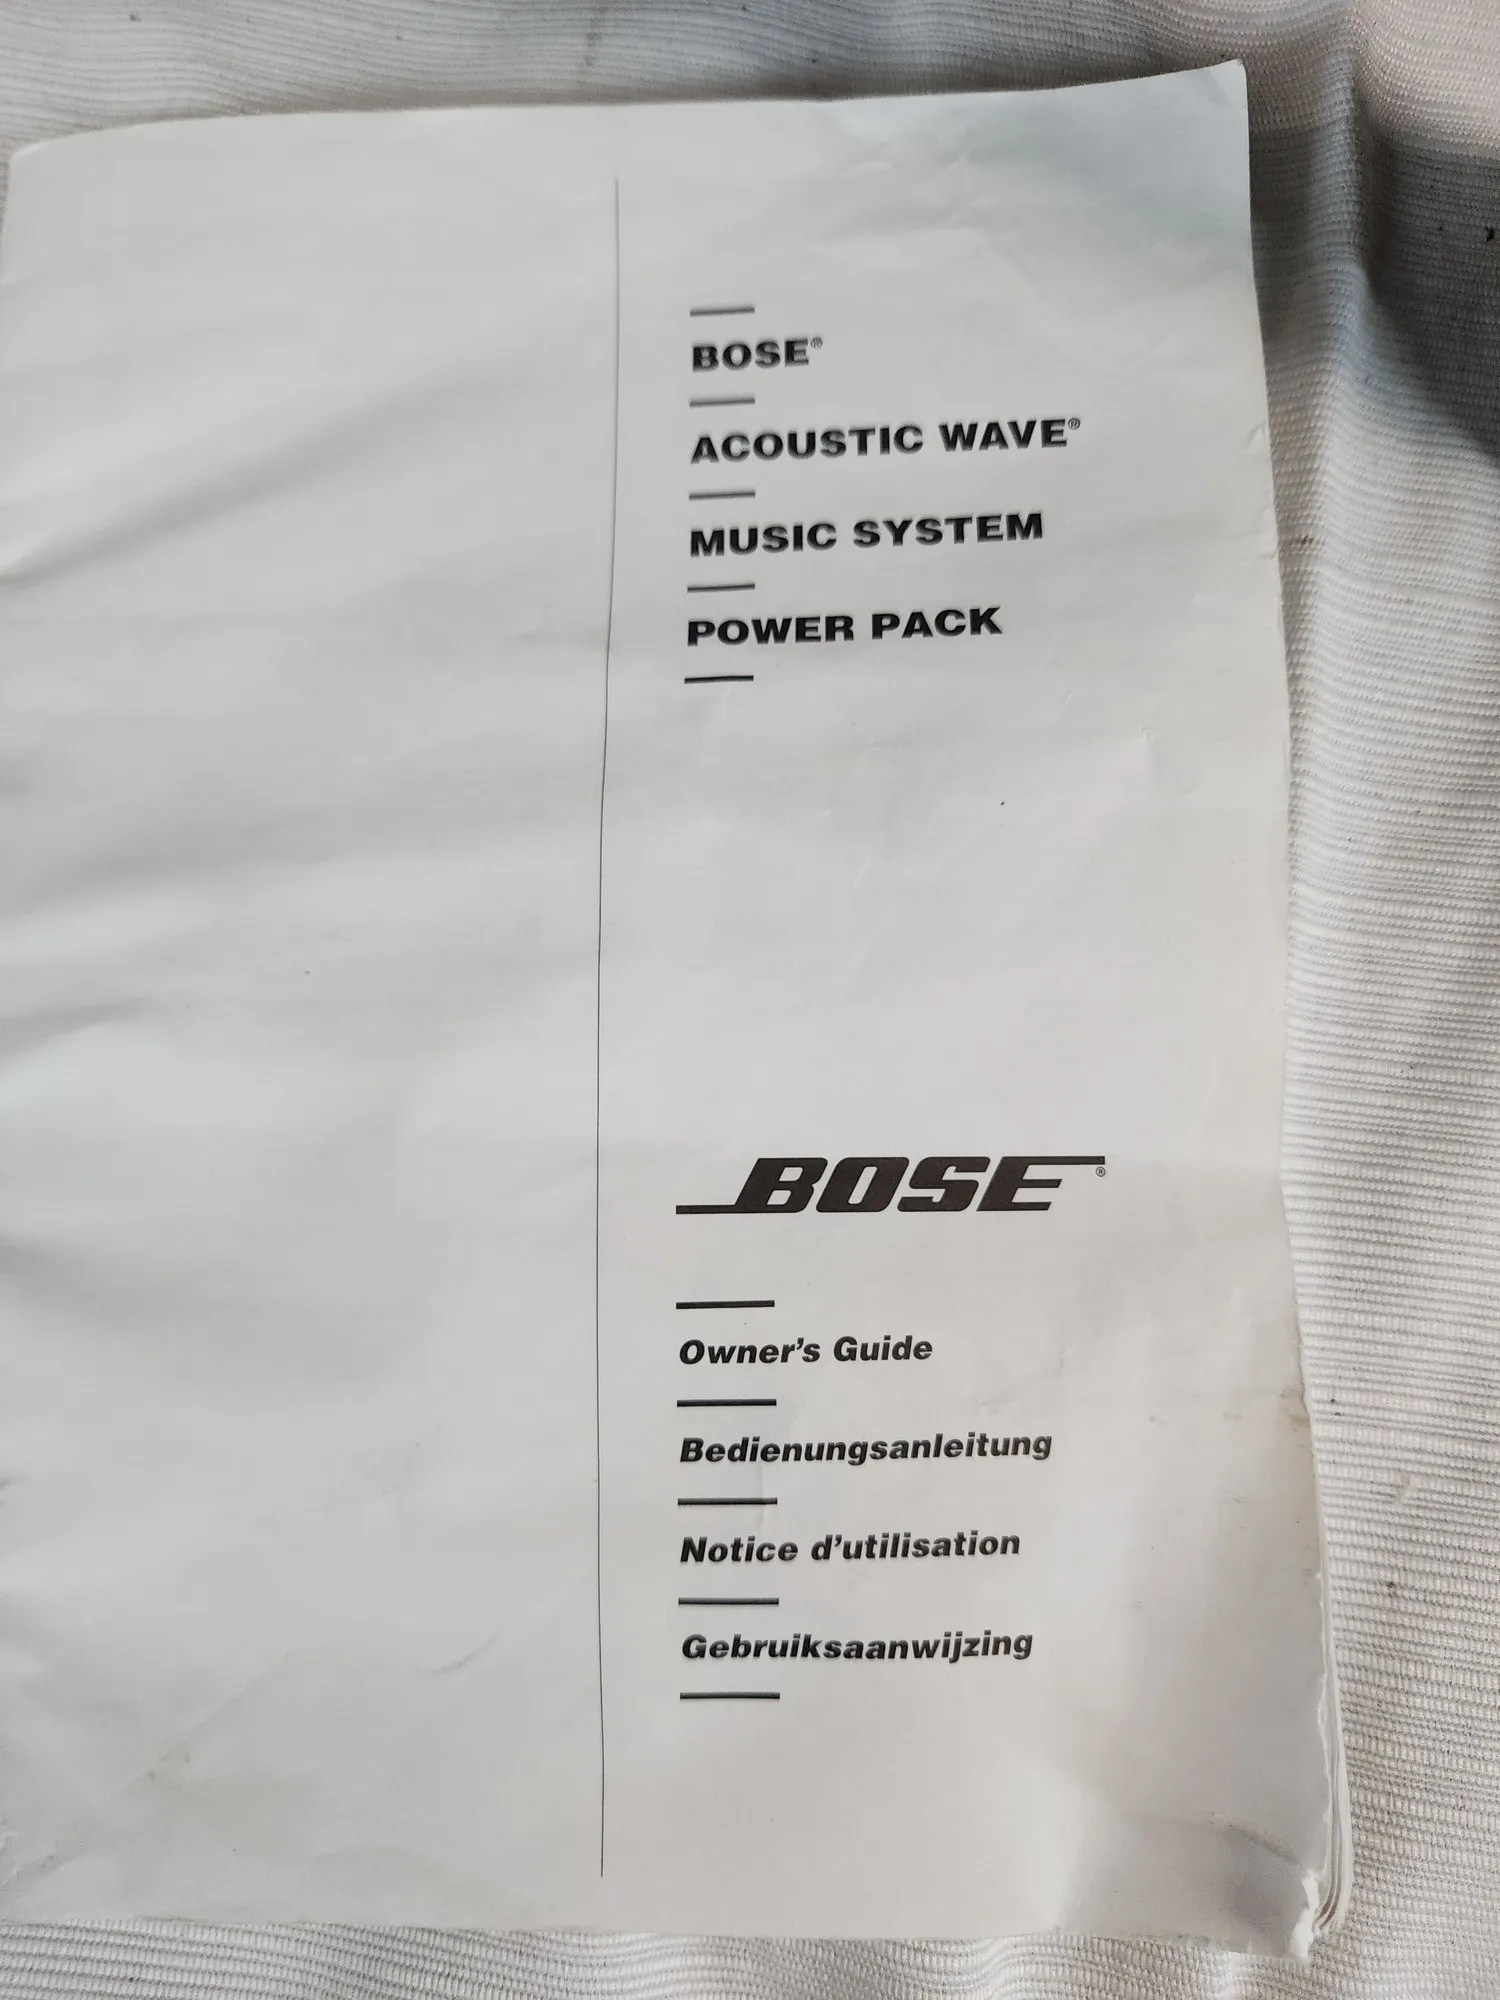 BOSE®
ACOUSTIC WAVE®
MUSIC SYSTEM
POWER PACK
BOSE®
Owner's Guide
Bedienungsanleitung
Notice d'utilisation
Gebruiksaanwijzing